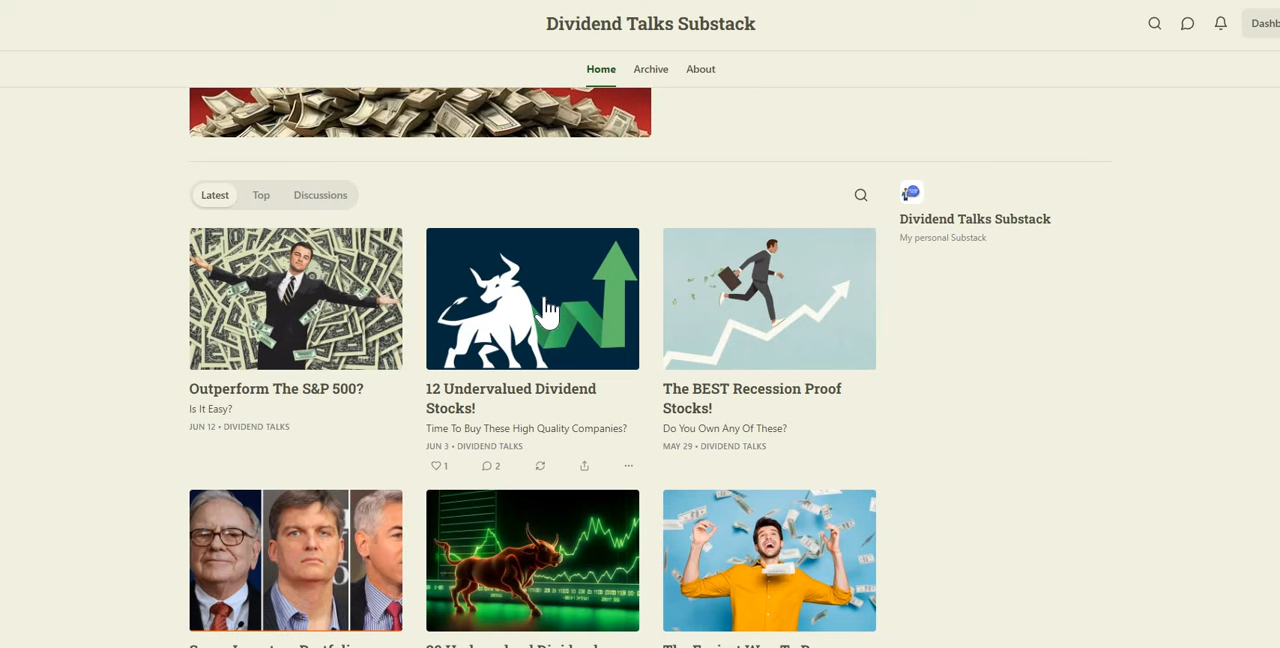 Dividend Talks Substack
Home
Archive
About
Latest
Top
Discussions
Dividend Talks Substack
My personal Substack
Outperform The S&P 500?
Is It Easy?
JUN 12 • DIVIDEND TALKS
12 Undervalued Dividend
Stocks!
Time To Buy These High Quality Companies?
JUN 3 • DIVIDEND TALKS
1
2
The BEST Recession Proof
Stocks!
Do You Own Any Of These?
MAY 29 • DIVIDEND TALKS